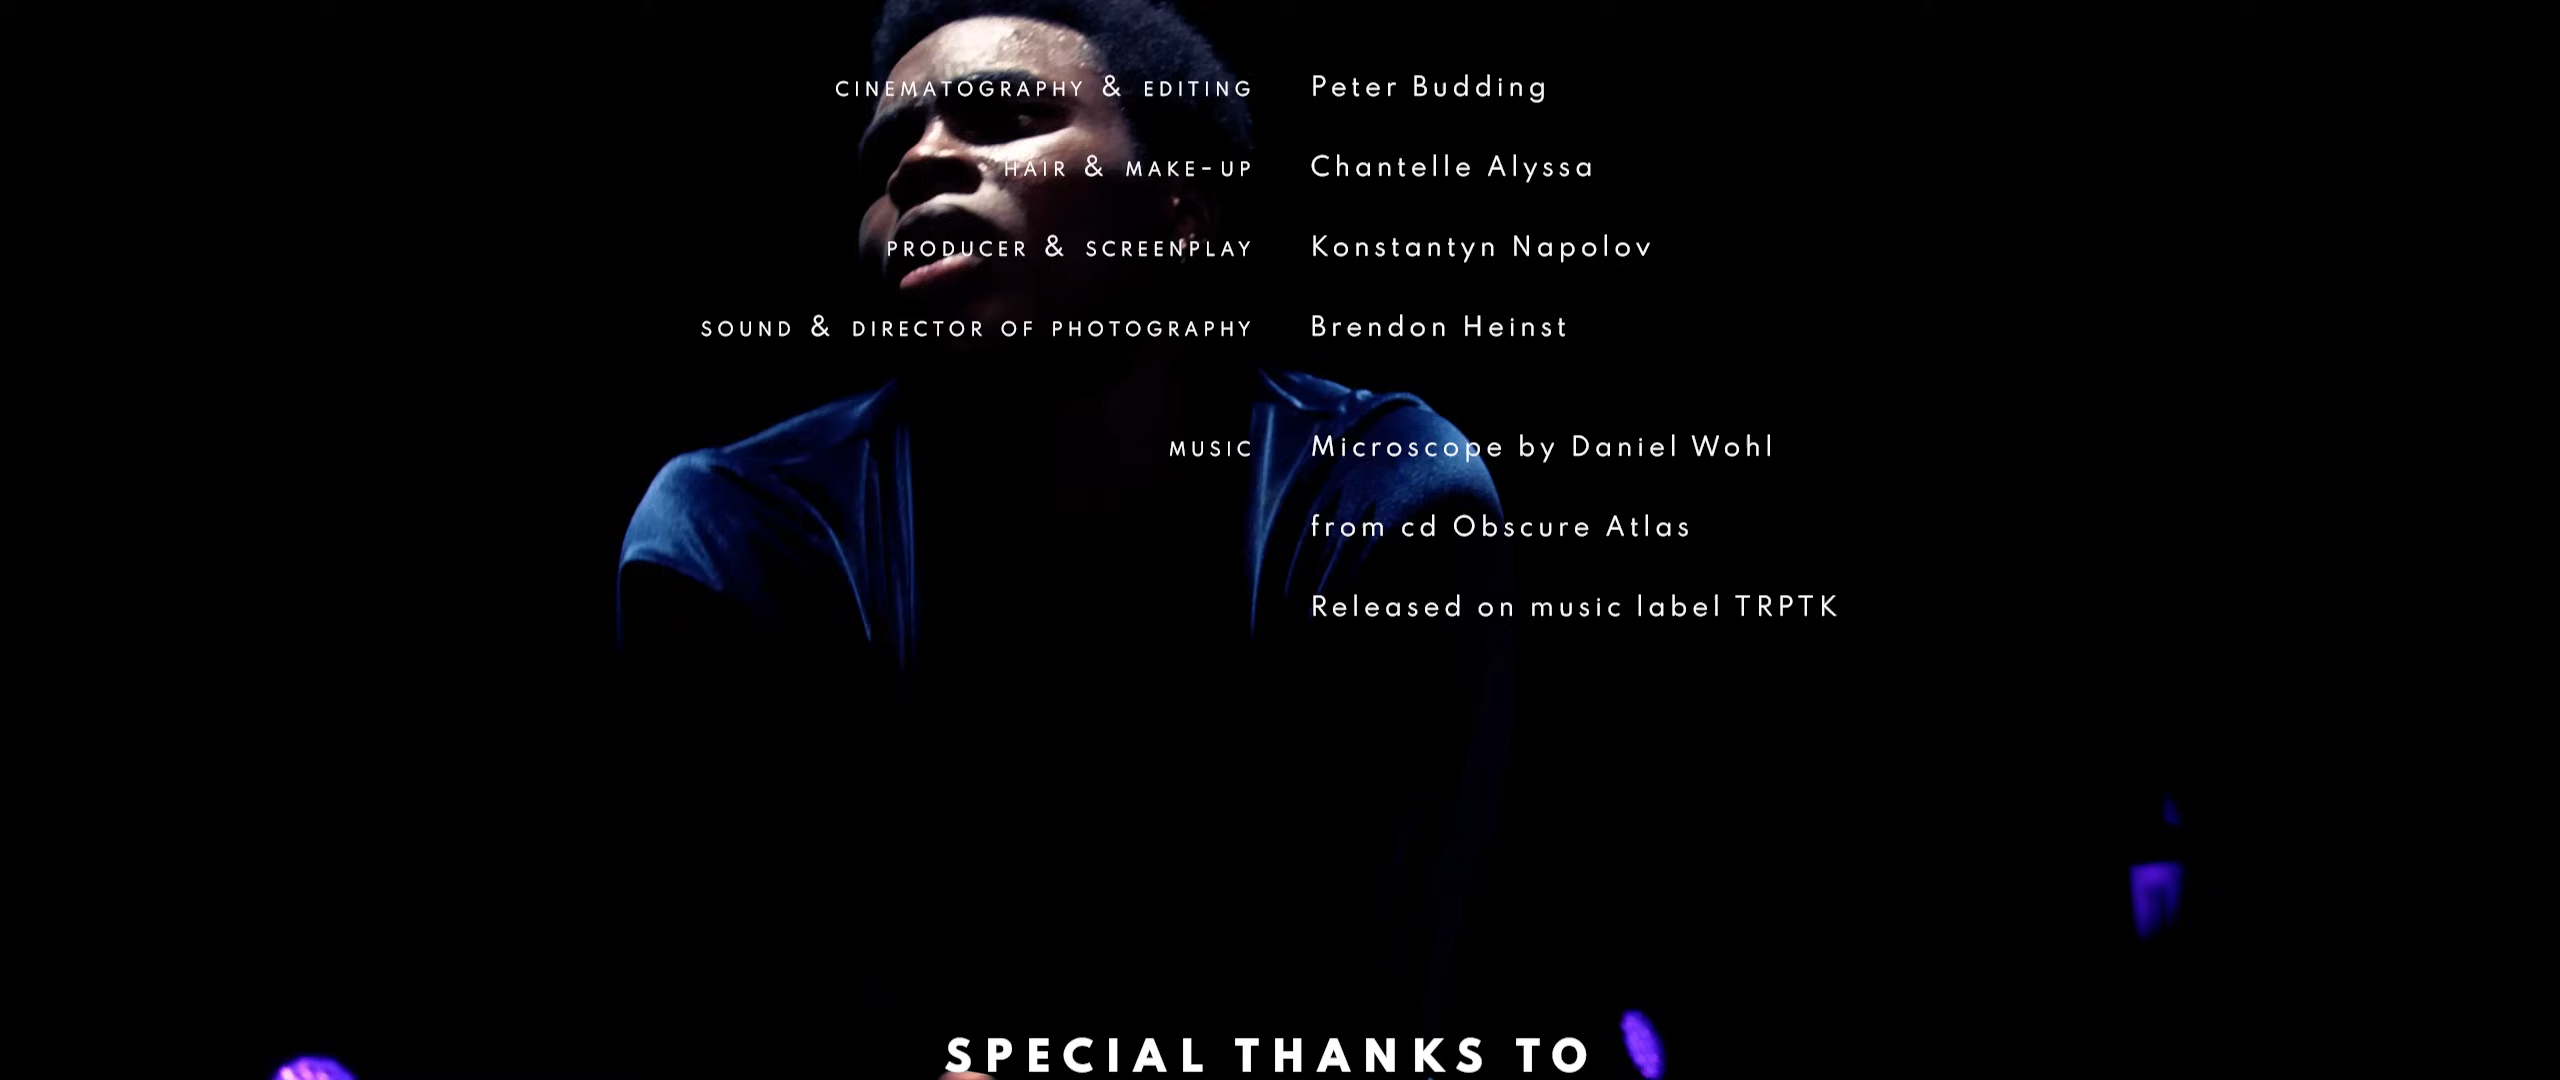 CINEMATOGRAPHY & EDITING Peter Budding
HAIR & MAKE-UP Chantelle Alyssa
PRODUCER & SCREENPLAY Konstantyn Napolov
SOUND & DIRECTOR OF PHOTOGRAPHY Brendon Heinst
MUSIC Microscope by Daniel Wohl
from cd Obscure Atlas
Released on music label TRPTK
SPECIAL THANKS TO